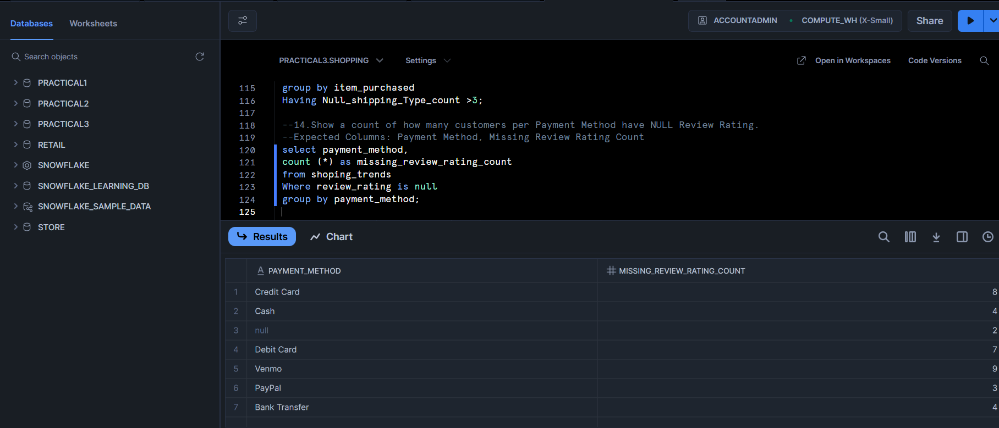 Databases Worksheets
ACCOUNTADMIN COMPUTE_WH (X-Small) Share
Search objects
PRACTICAL3.SHOPPING Settings Open in Workspaces Code Versions
PRACTICAL1
PRACTICAL2
PRACTICAL3
RETAIL
SNOWFLAKE
SNOWFLAKE_LEARNING_DB
SNOWFLAKE_SAMPLE_DATA
STORE
115 group by item_purchased
116 Having Null_shipping_Type_count >3;
117
118 --14.Show a count of how many customers per Payment Method have NULL Review Rating.
119 --Expected Columns: Payment Method, Missing Review Rating Count
120 select payment_method,
121 count (*) as missing_review_rating_count
122 from shoping_trends
123 Where review_rating is null
124 group by payment_method;
125
Results Chart
PAYMENT_METHOD MISSING_REVIEW_RATING_COUNT
1 Credit Card 8
2 Cash 4
3 null 2
4 Debit Card 7
5 Venmo 9
6 PayPal 3
7 Bank Transfer 4